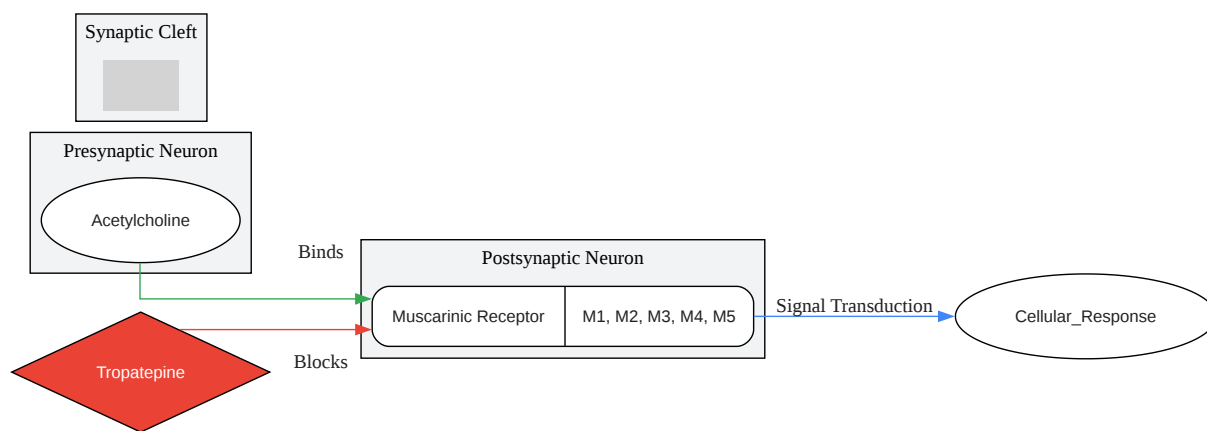 Synaptic Cleft
Presynaptic Neuron
Acetylcholine
Binds
Postsynaptic Neuron
Muscarinic Receptor
M1, M2, M3, M4, M5
Signal Transduction
Cellular_Response
Blocks
Tropatepine